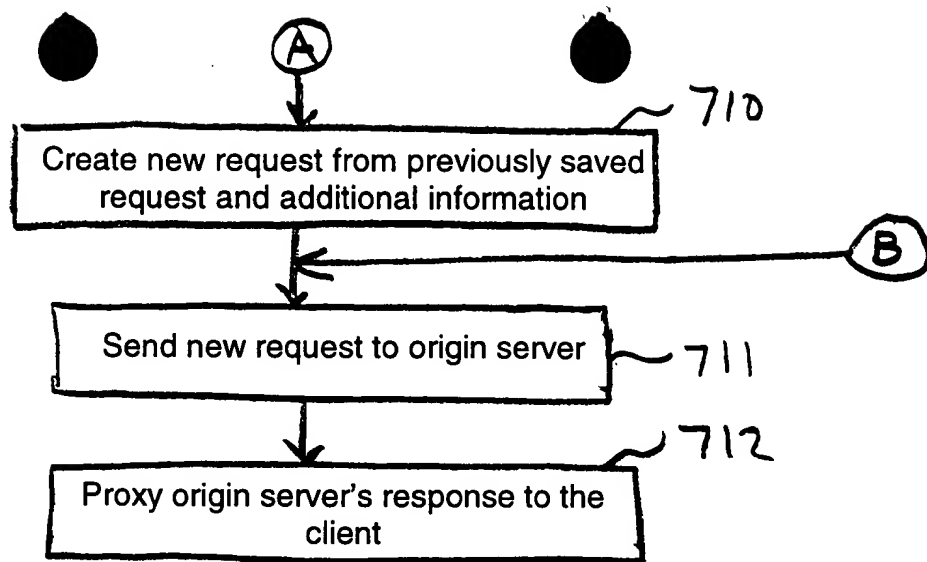 A
710
Create new request from previously saved
request and additional information
B
Send new request to origin server
711
712
Proxy origin server's response to the
client